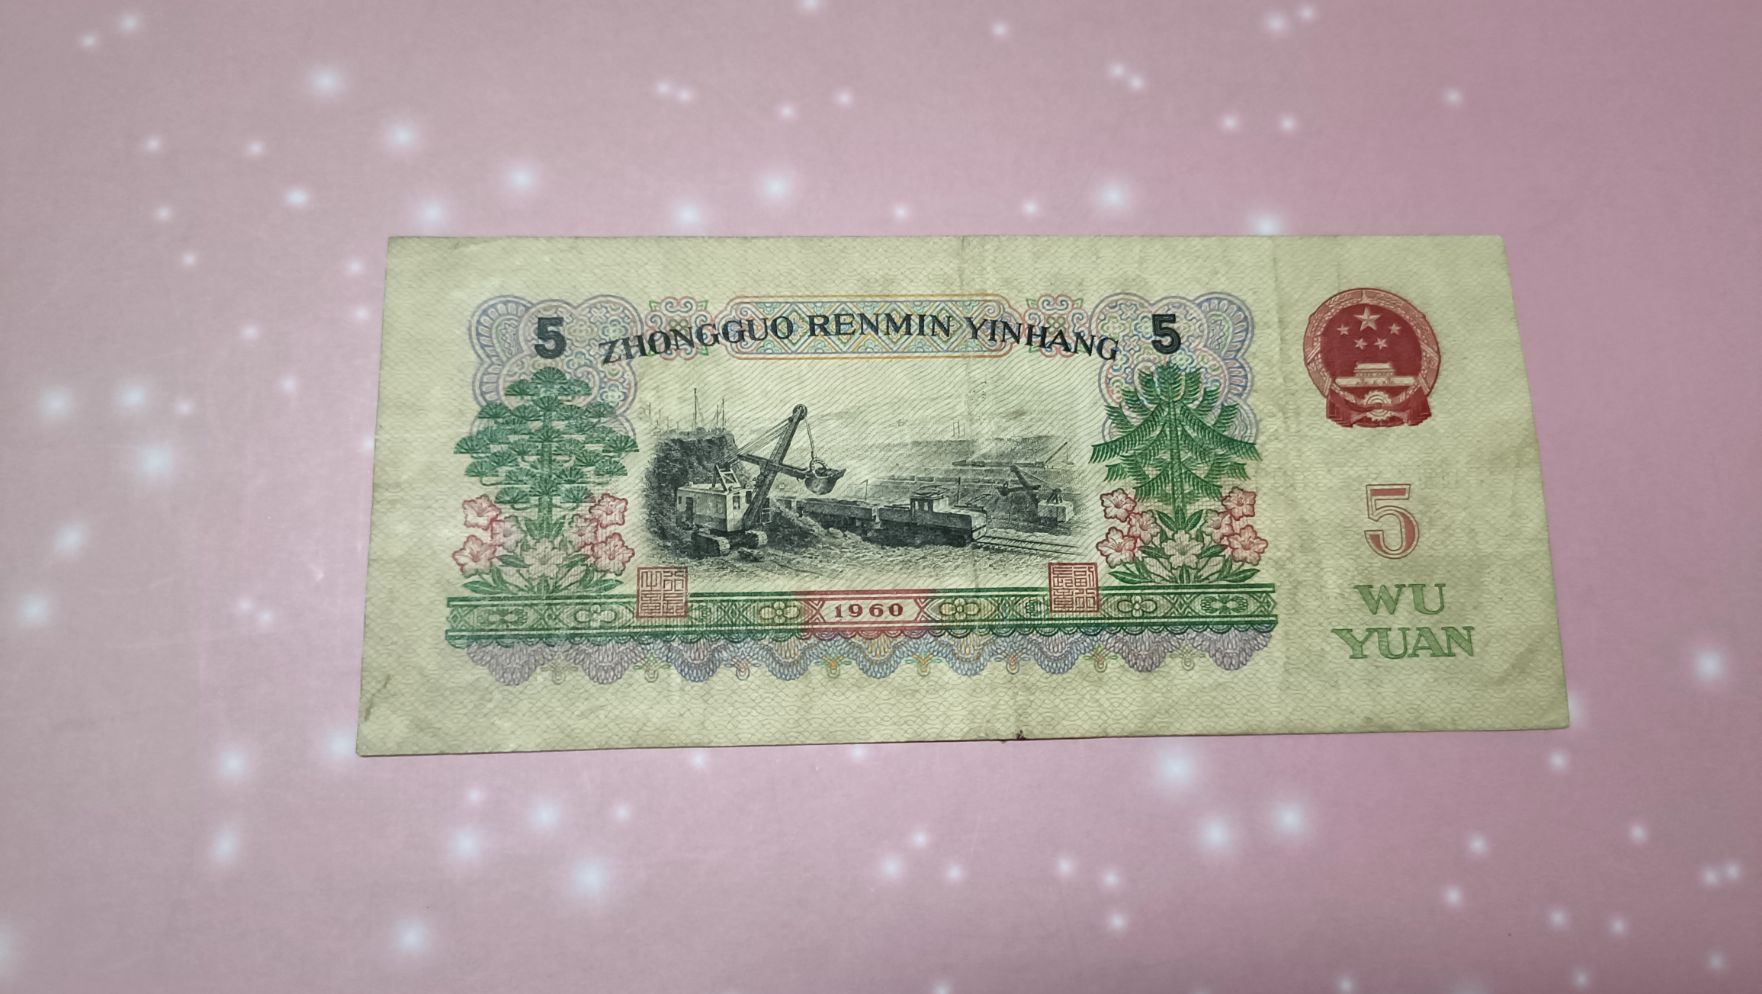 5 ZHONGGUO RENMIN YINHANG 5
1960
5
WU
YUAN